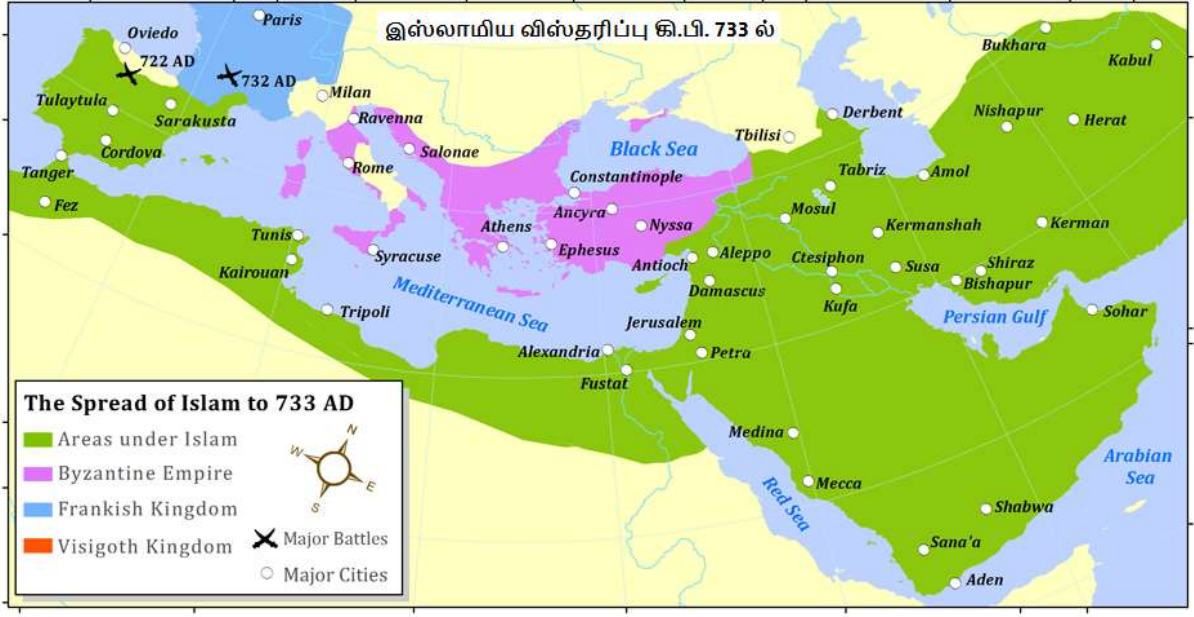 இஸ்லாமிய விஸ்தரிப்பு கி.பி. 733 ல்
Paris
Oviedo
722 AD
732 AD
Bukhara
Kabul
Milan
Tulaytula
Sarakusta
Ravenna
Derbent
Nishapur
Herat
Tbilisi
Cordova
Salonae
Black Sea
Tanger
Rome
Constantinople
Tabriz
Amol
Fez
Ancyra
Mosul
Nyssa
Kermanshah
Kerman
Tunis
Athens
Syracuse
Ephesus
Aleppo
Antioch
Ctesiphon
Susa
Shiraz
Kairouan
Damascus
Bishapur
Kufa
Mediterranean Sea
Tripoli
Persian Gulf
Sohar
Jerusalem
Alexandria
Petra
Fustat
The Spread of Islam to 733 AD
Areas under Islam
Byzantine Empire
Frankish Kingdom
Visigoth Kingdom
N
W
E
S
Major Battles
Major Cities
Medina
Mecca
Arabian
Sea
Red Sea
Shabwa
Sana'a
Aden